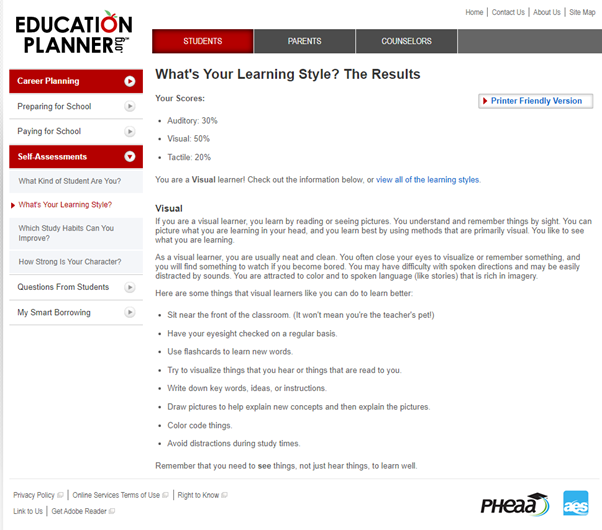 Home | Contact Us | About Us | Site Map
EDUCATION
PLANNER.org
STUDENTS
PARENTS
COUNSELORS
Career Planning
Preparing for School
Paying for School
Self-Assessments
What Kind of Student Are You?
What's Your Learning Style?
Which Study Habits Can You
Improve?
How Strong Is Your Character?
Questions From Students
My Smart Borrowing
What's Your Learning Style? The Results
Your Scores:
Printer Friendly Version
• Auditory: 30%
• Visual: 50%
• Tactile: 20%
You are a Visual learner! Check out the information below, or view all of the learning styles.
Visual
If you are a visual learner, you learn by reading or seeing pictures. You understand and remember things by sight. You can
picture what you are learning in your head, and you learn best by using methods that are primarily visual. You like to
see what you are learning.
As a visual learner, you are usually neat and clean. You often close your eyes to visualize or remember something, and
you will find something to watch if you become bored. You may have difficulty with spoken directions and may be easily
distracted by sounds. You are attracted to color and to spoken language (like stories) that is rich in imagery.
Here are some things that visual learners like you can do to learn better:
• Sit near the front of the classroom. (It won't mean you're the teacher's pet!)
• Have your eyesight checked on a regular basis.
• Use flashcards to learn new words.
• Try to visualize things that you hear or things that are read to you.
• Write down key words, ideas, or instructions.
• Draw pictures to help explain new concepts and then explain the pictures.
• Color code things.
• Avoid distractions during study times.
Remember that you need to see things, not just hear things, to learn well.
Privacy Policy | Online Services Terms of Use | Right to Know
Link to Us | Get Adobe Reader
PHEAA
aes